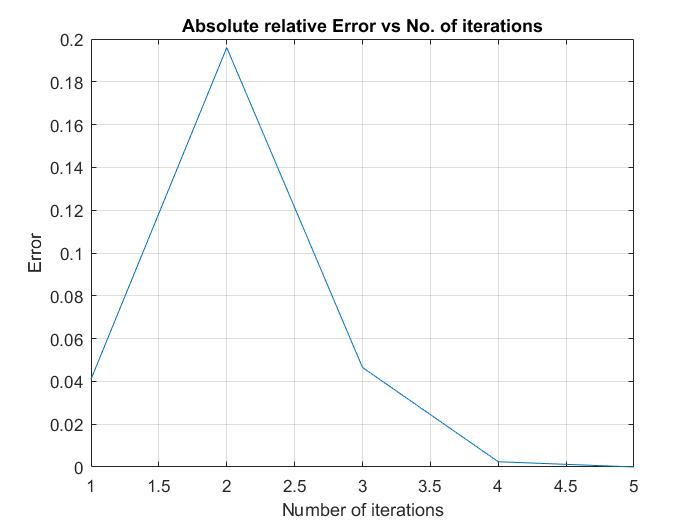 Absolute relative Error vs No. of iterations
0.2
0.18
0.16
0.14
0.12
0.1
0.08
0.06
0.04
0.02
0
Error
1 1.5 2 2.5 3 3.5 4 4.5 5
Number of iterations